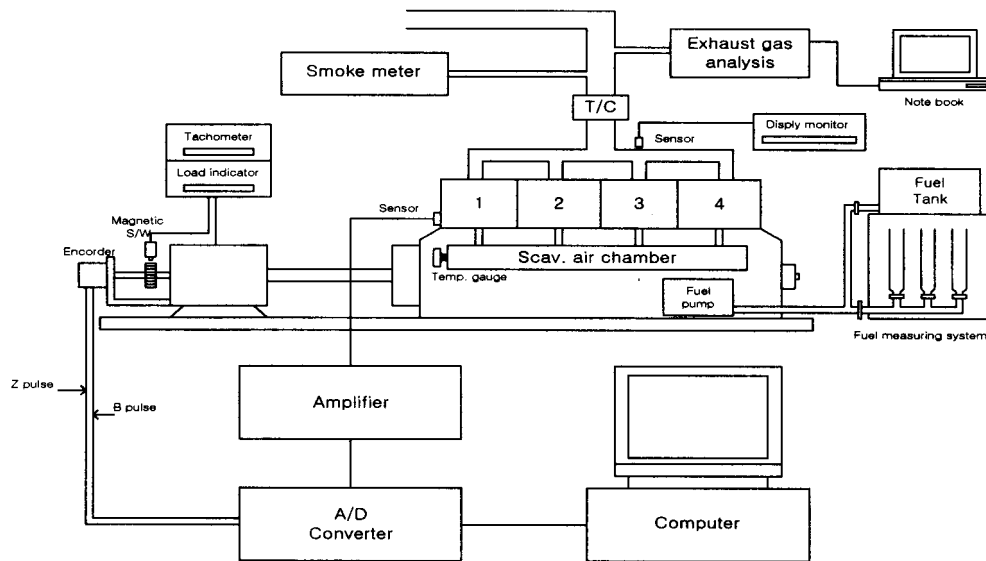 Smoke meter
Exhaust gas
analysis
Note book
T/C
Tachometer
Load indicator
Sensor
Disply monitor
Fuel
Tank
Magnetic
S/W
Sensor
1
2
3
4
Encorder
Temp. gauge
Scav. air chamber
Fuel
pump
Fuel measuring system
Z pulse
B pulse
Amplifier
A/D
Converter
Computer